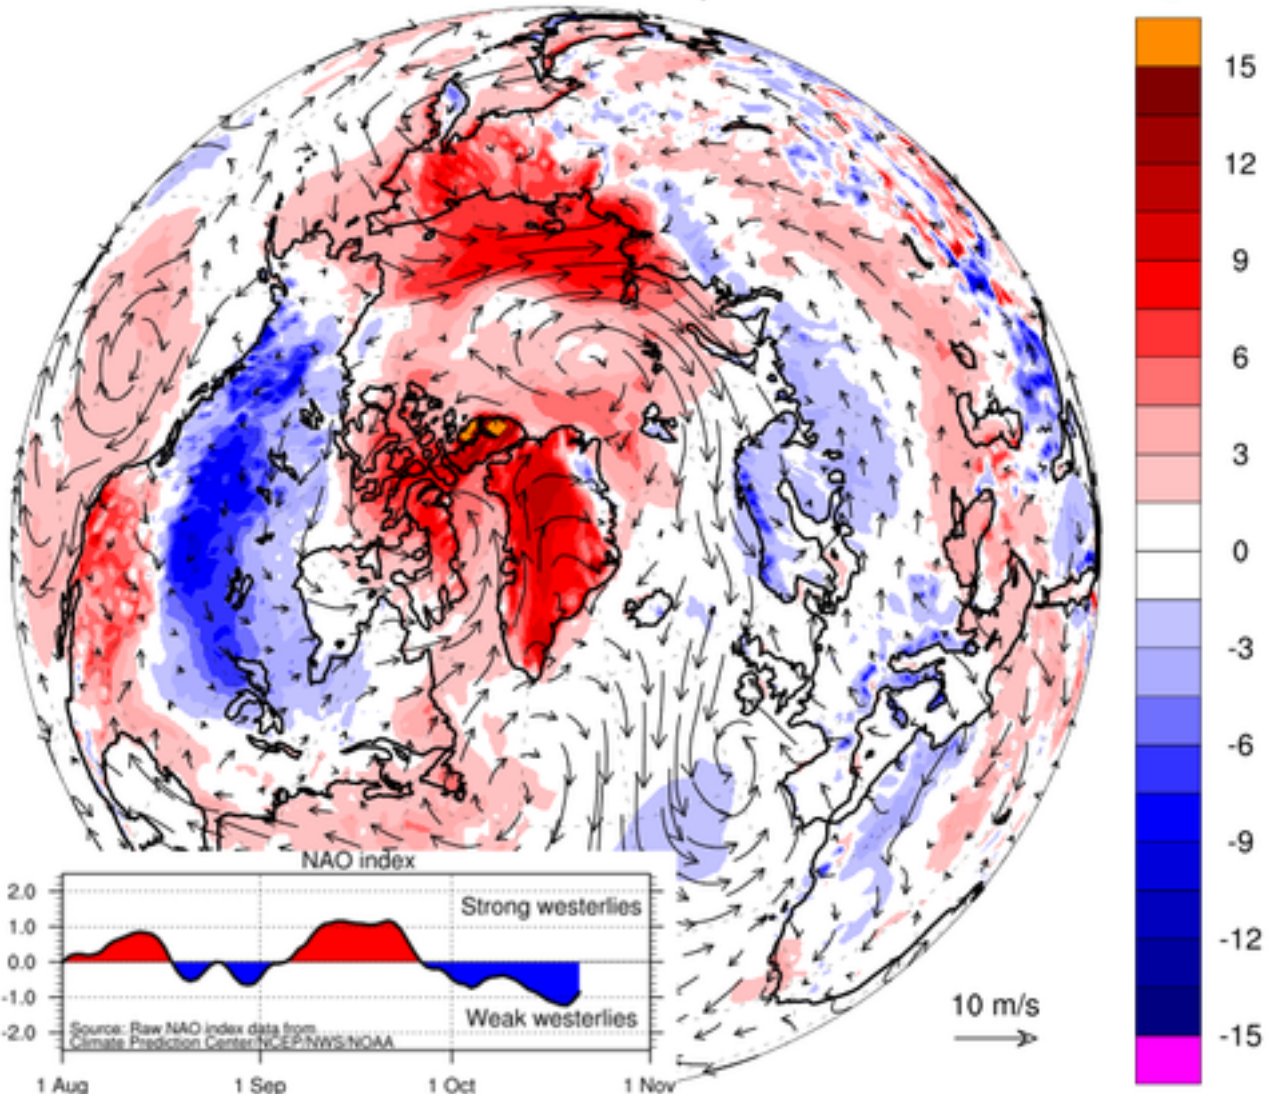 15
12
9
6
3
0
-3
-6
-9
-12
-15
NAO index
2.0
1.0
0.0
-1.0
-2.0
Strong westerlies
Weak westerlies
Source: Raw NAO index data from
Climate Prediction Center/NCEP/NWS/NOAA
1 Aug
1 Sep
1 Oct
1 Nov
10 m/s